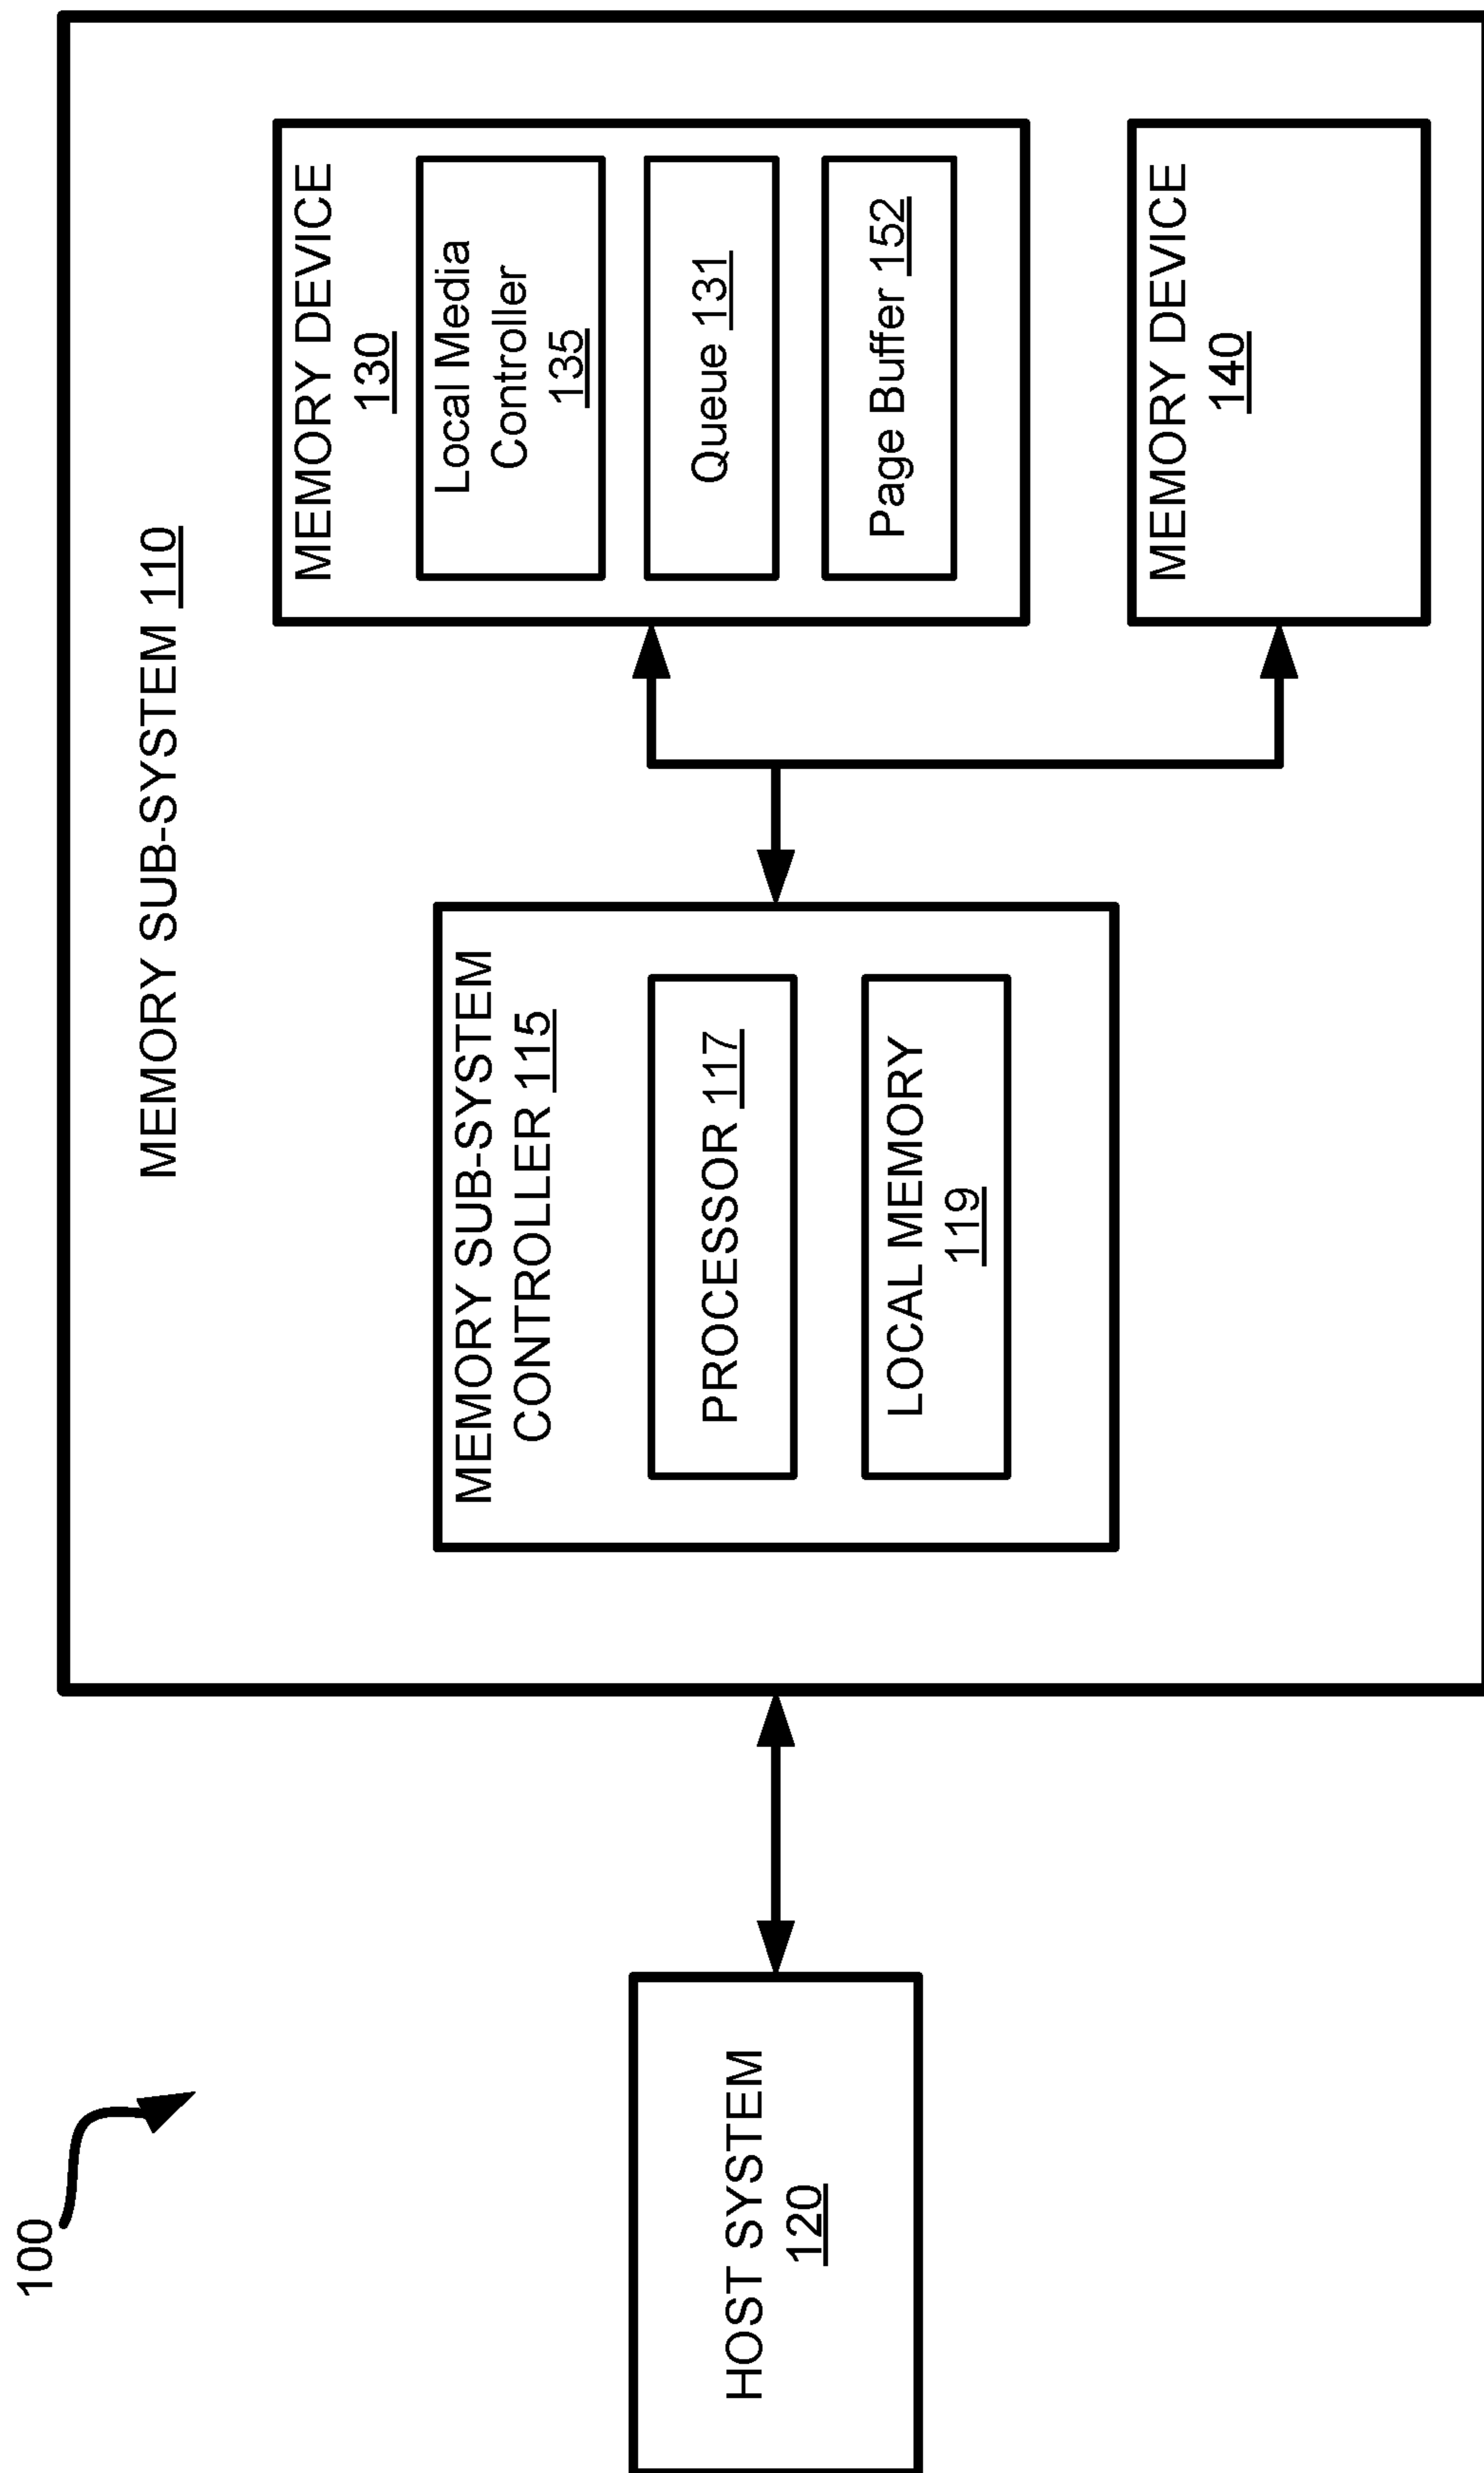 100
HOST SYSTEM
120
MEMORY SUB-SYSTEM 110
MEMORY SUB-SYSTEM
CONTROLLER 115
PROCESSOR 117
LOCAL MEMORY
119
MEMORY DEVICE
130
Local Media
Controller
135
Queue 131
Page Buffer 152
MEMORY DEVICE
140